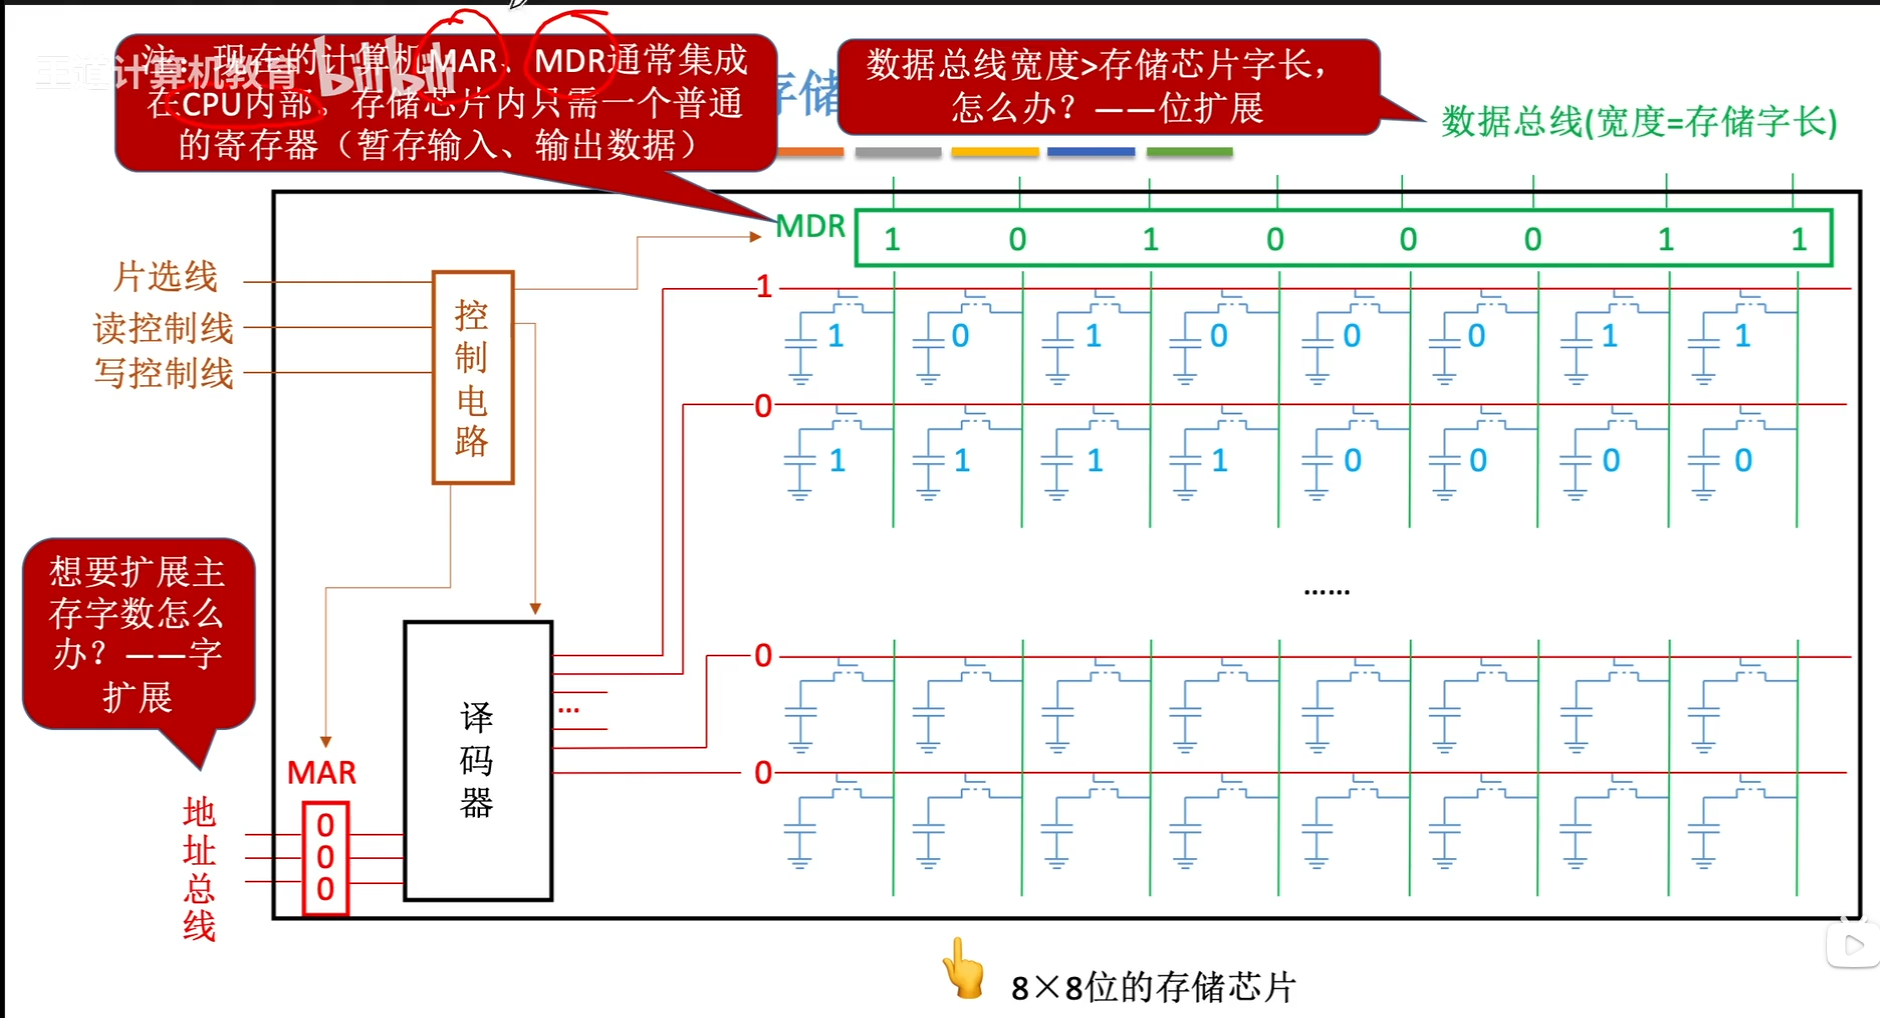 注：现在的计算机MAR、MDR通常集成
在CPU内部。存储芯片内只需一个普通
的寄存器（暂存输入、输出数据）
王道计算机教育 bilibili
存储
数据总线宽度>存储芯片字长，
怎么办？——位扩展
数据总线(宽度=存储字长)
MDR
1 0 1 0 0 0 1 1
片选线
读控制线
写控制线
控
制
电
路
1
1 0 1 0 0 0 1 1
0
1 1 1 1 0 0 0 0
……
0
0
想要扩展主
存字数怎么
办？——字
扩展
译
码
器
...
MAR
0
0
0
地
址
总
线
8×8位的存储芯片